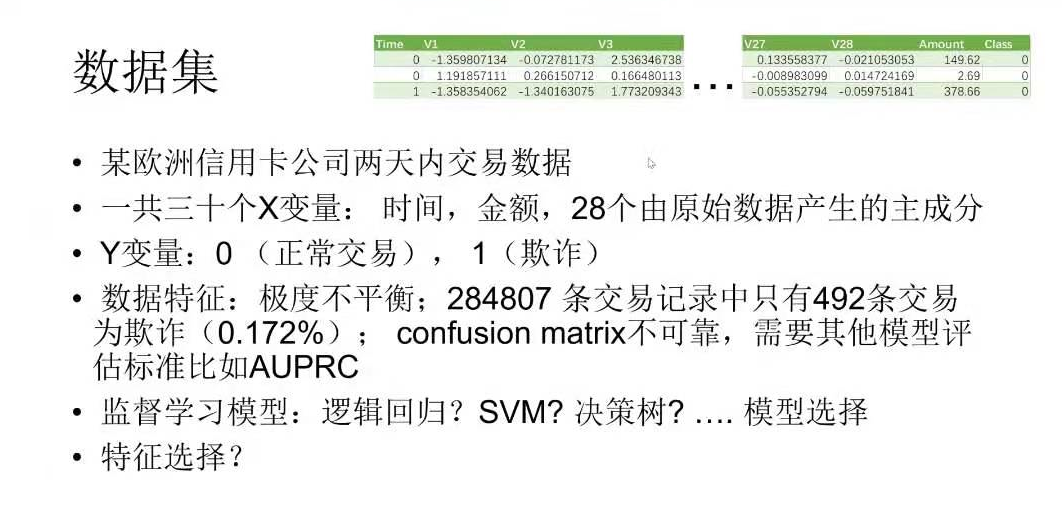 数据集
Time V1 V2 V3
0 -1.359807134 -0.072781173 2.536346738
0 1.191857111 0.266150712 0.166480113
1 -1.358354062 -1.340163075 1.773209343
...
V27 V28 Amount Class
0.133558377 -0.021053053 149.62 0
-0.008983099 0.014724169 2.69 0
-0.055352794 -0.059751841 378.66 0
• 某欧洲信用卡公司两天内交易数据
• 一共三十个X变量： 时间，金额，28个由原始数据产生的主成分
• Y变量：0 （正常交易）， 1（欺诈）
• 数据特征：极度不平衡；284807 条交易记录中只有492条交易
为欺诈（0.172%）； confusion matrix不可靠，需要其他模型评
估标准比如AUPRC
• 监督学习模型：逻辑回归？SVM? 决策树? .... 模型选择
• 特征选择？